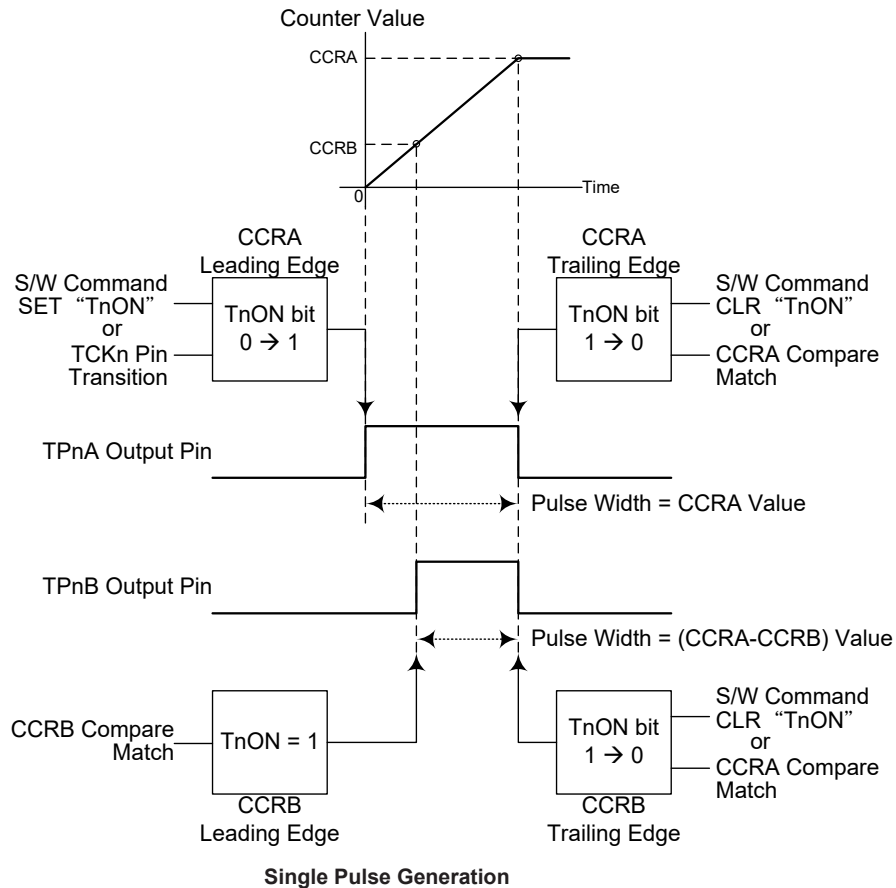 Counter Value
CCRA
CCRB
0
Time
CCRA
Leading Edge
S/W Command
SET “TnON”
or
TCKn Pin
Transition
TnON bit
0 → 1
CCRA
Trailing Edge
TnON bit
1 → 0
S/W Command
CLR “TnON”
or
CCRA Compare
Match
TPnA Output Pin
Pulse Width = CCRA Value
TPnB Output Pin
Pulse Width = (CCRA-CCRB) Value
CCRB Compare
Match
TnON = 1
CCRB
Leading Edge
TnON bit
1 → 0
CCRB
Trailing Edge
S/W Command
CLR “TnON”
or
CCRA Compare
Match
Single Pulse Generation